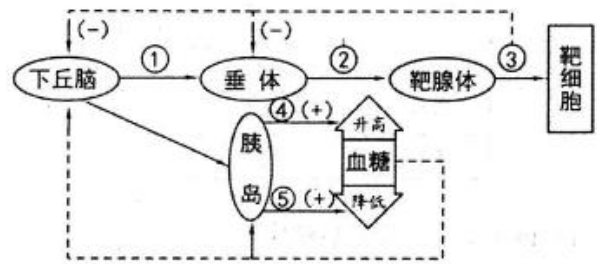 (-) (-)
下丘脑 ① 垂体 ② 靶腺体 ③ 靶细胞
④ (+) 升高
胰岛 血糖
⑤ (+) 降低